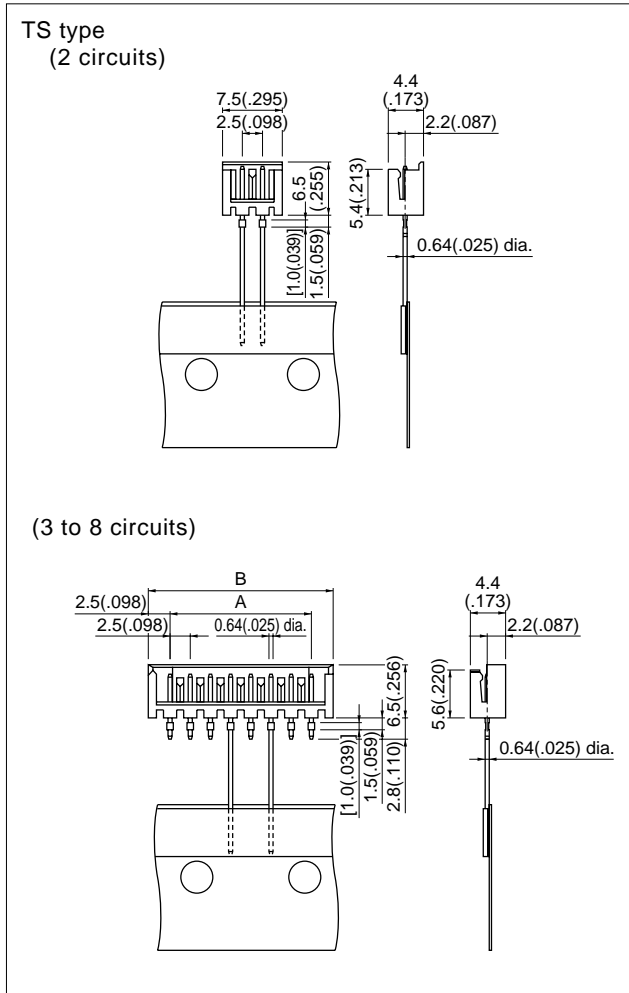 TS type
(2 circuits)
7.5(.295)
2.5(.098)
4.4
(.173)
2.2(.087)
6.5
(.255)
5.4(.213)
[1.0(.039)]
1.5(.059)
0.64(.025) dia.
(3 to 8 circuits)
B
A
2.5(.098)
2.5(.098)
0.64(.025) dia.
4.4
(.173)
2.2(.087)
6.5(.256)
5.6(.220)
[1.0(.039)]
1.5(.059)
2.8(.110)
0.64(.025) dia.